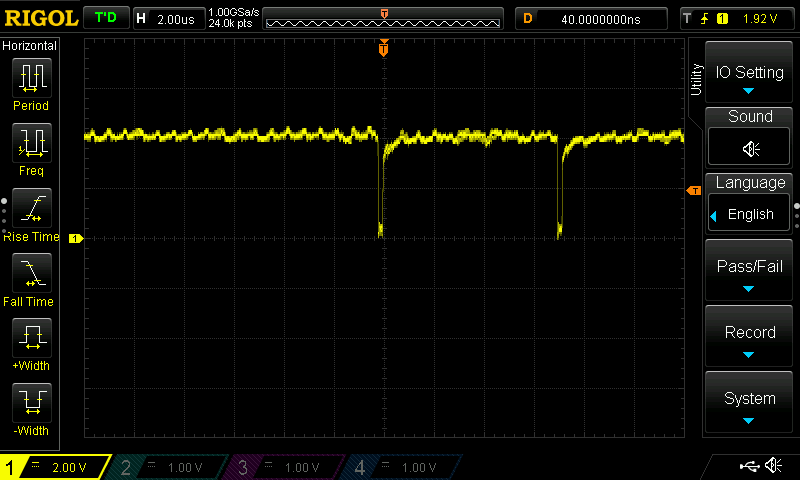 RIGOL T'D H 2.00us 1.00GSa/s D 40.0000000ns T 1 1.92 V
24.0k pts
T
Horizontal
Period
Freq
Rise Time
Fall Time
+Width
-Width
T
T
1
Utility
IO Setting
Sound
Language
English
Pass/Fail
Record
System
1 2.00 V 2 1.00 V 3 1.00 V 4 1.00 V